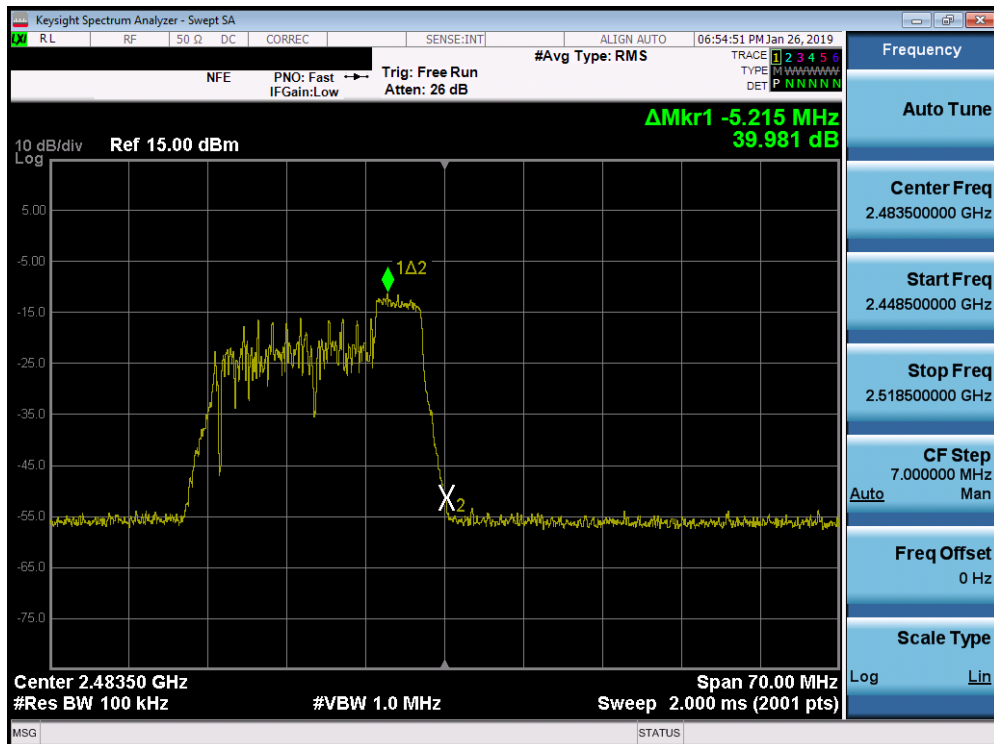 Keysight Spectrum Analyzer - Swept SA
LXI RL RF 50 Ω DC CORREC SENSE:INT ALIGN AUTO 06:54:51 PM Jan 26, 2019
Frequency
#Avg Type: RMS
TRACE 1 2 3 4 5 6
TYPE M WWWWW
DET P N N N N N
NFE PNO: Fast Trig: Free Run
IFGain:Low Atten: 26 dB
Auto Tune
ΔMkr1 -5.215 MHz
39.981 dB
10 dB/div Ref 15.00 dBm
Log
5.00
-5.00
-15.0
-25.0
-35.0
-45.0
-55.0
-65.0
-75.0
1Δ2
2
Center Freq
2.483500000 GHz
Start Freq
2.448500000 GHz
Stop Freq
2.518500000 GHz
CF Step
7.000000 MHz
Auto Man
Freq Offset
0 Hz
Scale Type
Log Lin
Center 2.48350 GHz Span 70.00 MHz
#Res BW 100 kHz #VBW 1.0 MHz Sweep 2.000 ms (2001 pts)
MSG STATUS